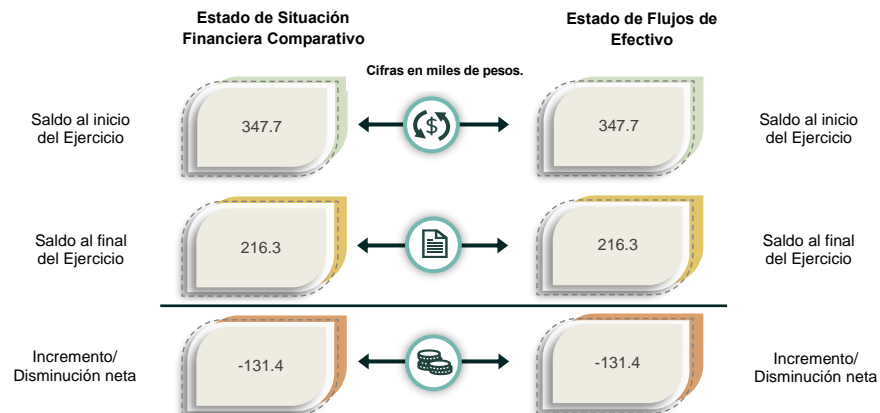 Estado de Situación
Financiera Comparativo
Estado de Flujos de
Efectivo
Cifras en miles de pesos.
Saldo al inicio
del Ejercicio
347.7
$
347.7
Saldo al inicio
del Ejercicio
Saldo al final
del Ejercicio
216.3
216.3
Saldo al final
del Ejercicio
Incremento/
Disminución neta
-131.4
-131.4
Incremento/
Disminución neta